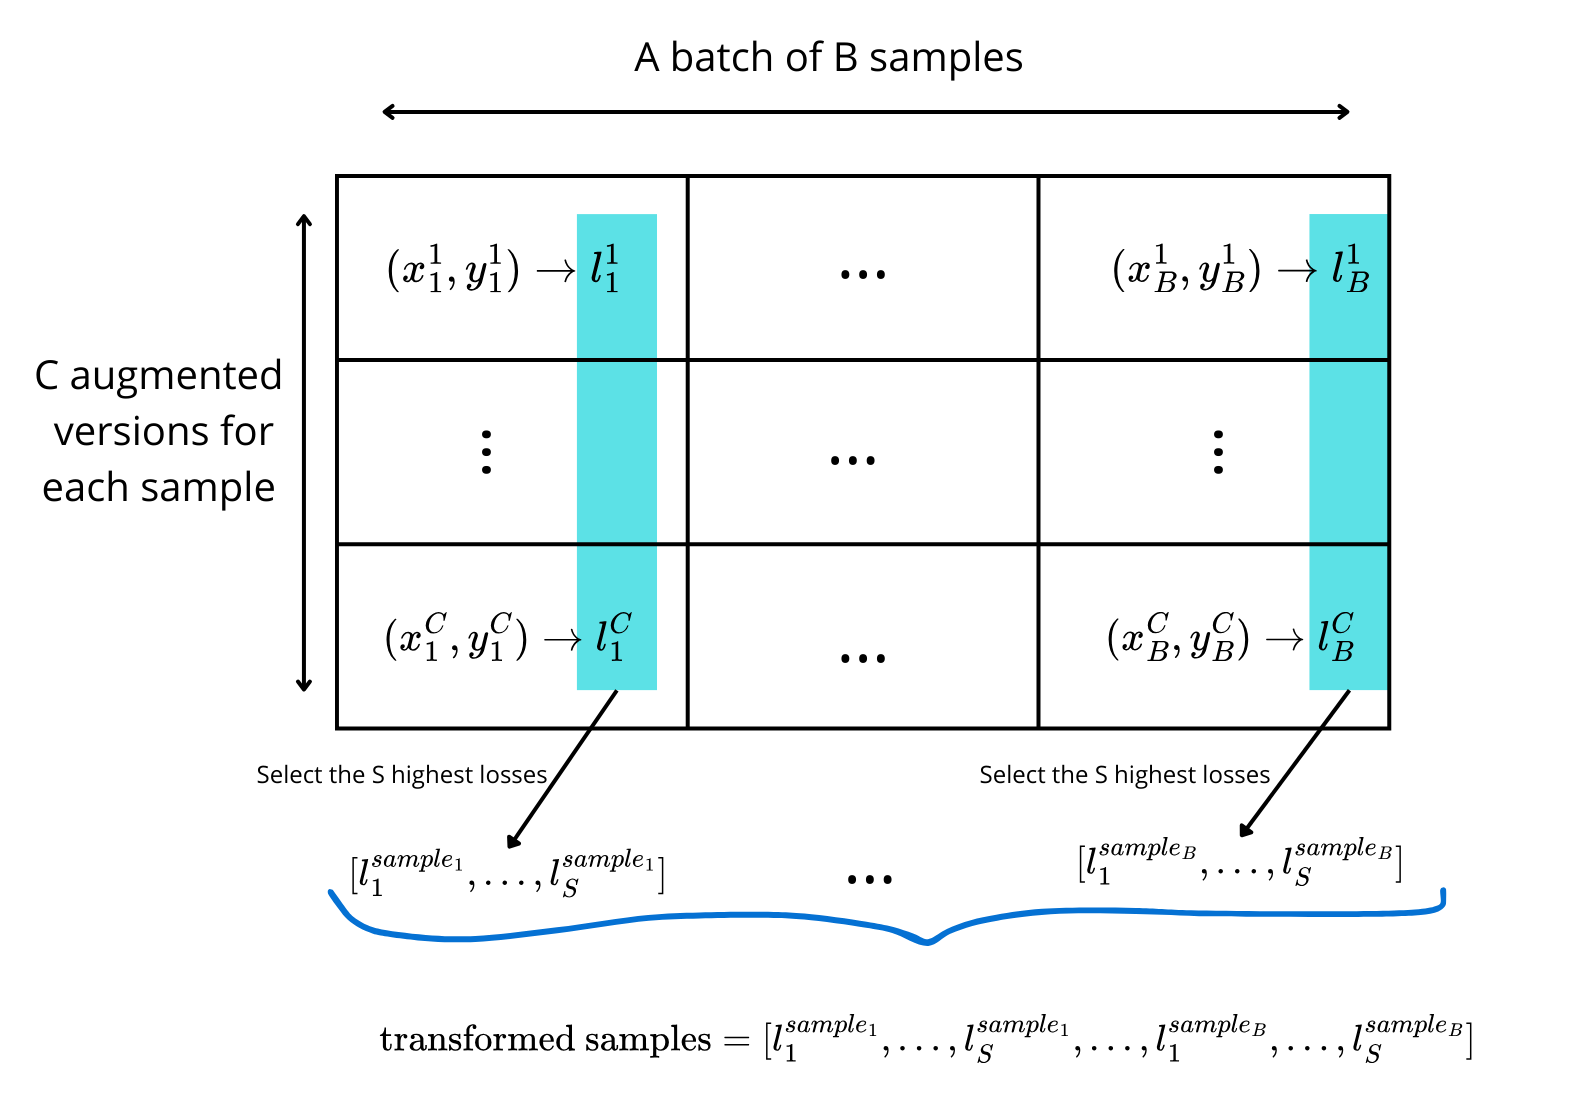 A batch of B samples
C augmented
versions for
each sample
$(x_1^1, y_1^1) \rightarrow l_1^1$ ... $(x_B^1, y_B^1) \rightarrow l_B^1$
⋮ ... ⋮
$(x_1^C, y_1^C) \rightarrow l_1^C$ ... $(x_B^C, y_B^C) \rightarrow l_B^C$
Select the S highest losses
Select the S highest losses
$[l_1^{sample_1}, \ldots, l_S^{sample_1}]$ ... $[l_1^{sample_B}, \ldots, l_S^{sample_B}]$
transformed samples = $[l_1^{sample_1}, \ldots, l_S^{sample_1}, \ldots, l_1^{sample_B}, \ldots, l_S^{sample_B}]$